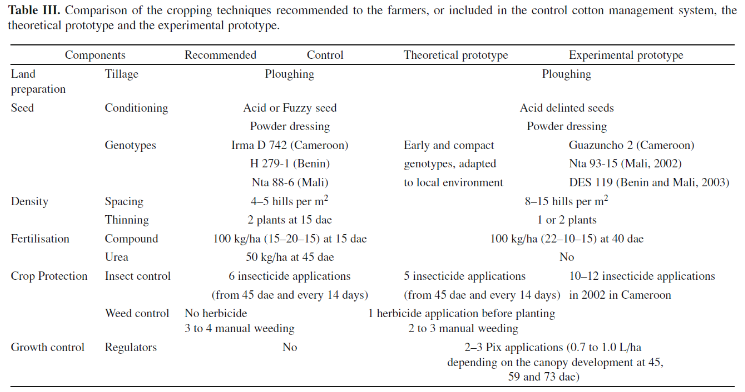 Table III. Comparison of the cropping techniques recommended to the farmers, or included in the control cotton management system, the
theoretical prototype and the experimental prototype.
Components Recommended Control Theoretical prototype Experimental prototype
Land Tillage Ploughing Ploughing
preparation
Seed Conditioning Acid or Fuzzy seed Acid delinted seeds
Powder dressing Powder dressing
Genotypes Irma D 742 (Cameroon) Early and compact Guazuncho 2 (Cameroon)
H 279-1 (Benin) genotypes, adapted Nta 93-15 (Mali, 2002)
Nta 88-6 (Mali) to local environment DES 119 (Benin and Mali, 2003)
Density Spacing 4–5 hills per m² 8–15 hills per m²
Thinning 2 plants at 15 dae 1 or 2 plants
Fertilisation Compound 100 kg/ha (15–20–15) at 15 dae 100 kg/ha (22–10–15) at 40 dae
Urea 50 kg/ha at 45 dae No
Crop Protection Insect control 6 insecticide applications 5 insecticide applications 10–12 insecticide applications
(from 45 dae and every 14 days) (from 45 dae and every 14 days) in 2002 in Cameroon
Weed control No herbicide 1 herbicide application before planting
3 to 4 manual weeding 2 to 3 manual weeding
Growth control Regulators No 2–3 Pix applications (0.7 to 1.0 L/ha
depending on the canopy development at 45,
59 and 73 dac)